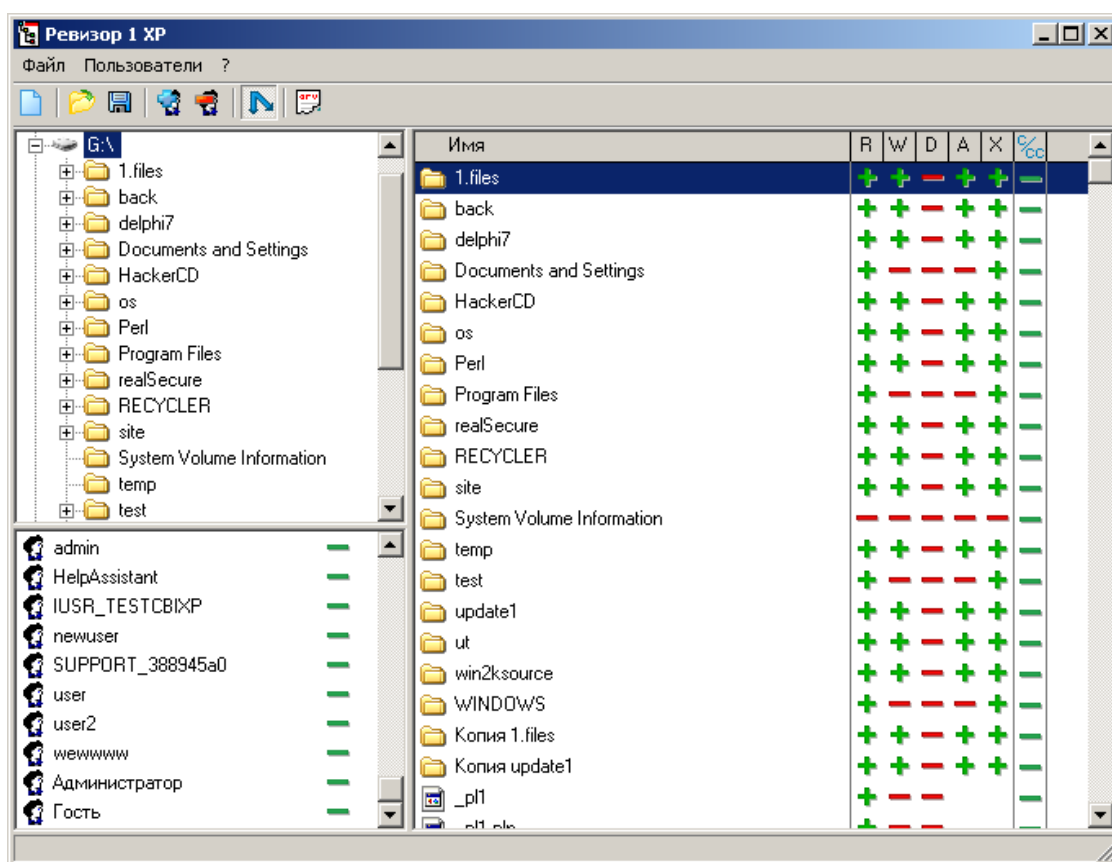 Ревизор 1 XP
Файл Пользователи ?
G:\
1.files
back
delphi7
Documents and Settings
HackerCD
os
Perl
Program Files
realSecure
RECYCLER
site
System Volume Information
temp
test
admin
HelpAssistant
IUSR_TESTCBIXP
newuser
SUPPORT_388945a0
user
user2
wewwww
Администратор
Гость
Имя R W D A X C/CC
1.files
back
delphi7
Documents and Settings
HackerCD
os
Perl
Program Files
realSecure
RECYCLER
site
System Volume Information
temp
test
update1
ut
win2ksource
WINDOWS
Копия 1.files
Копия update1
_pl1